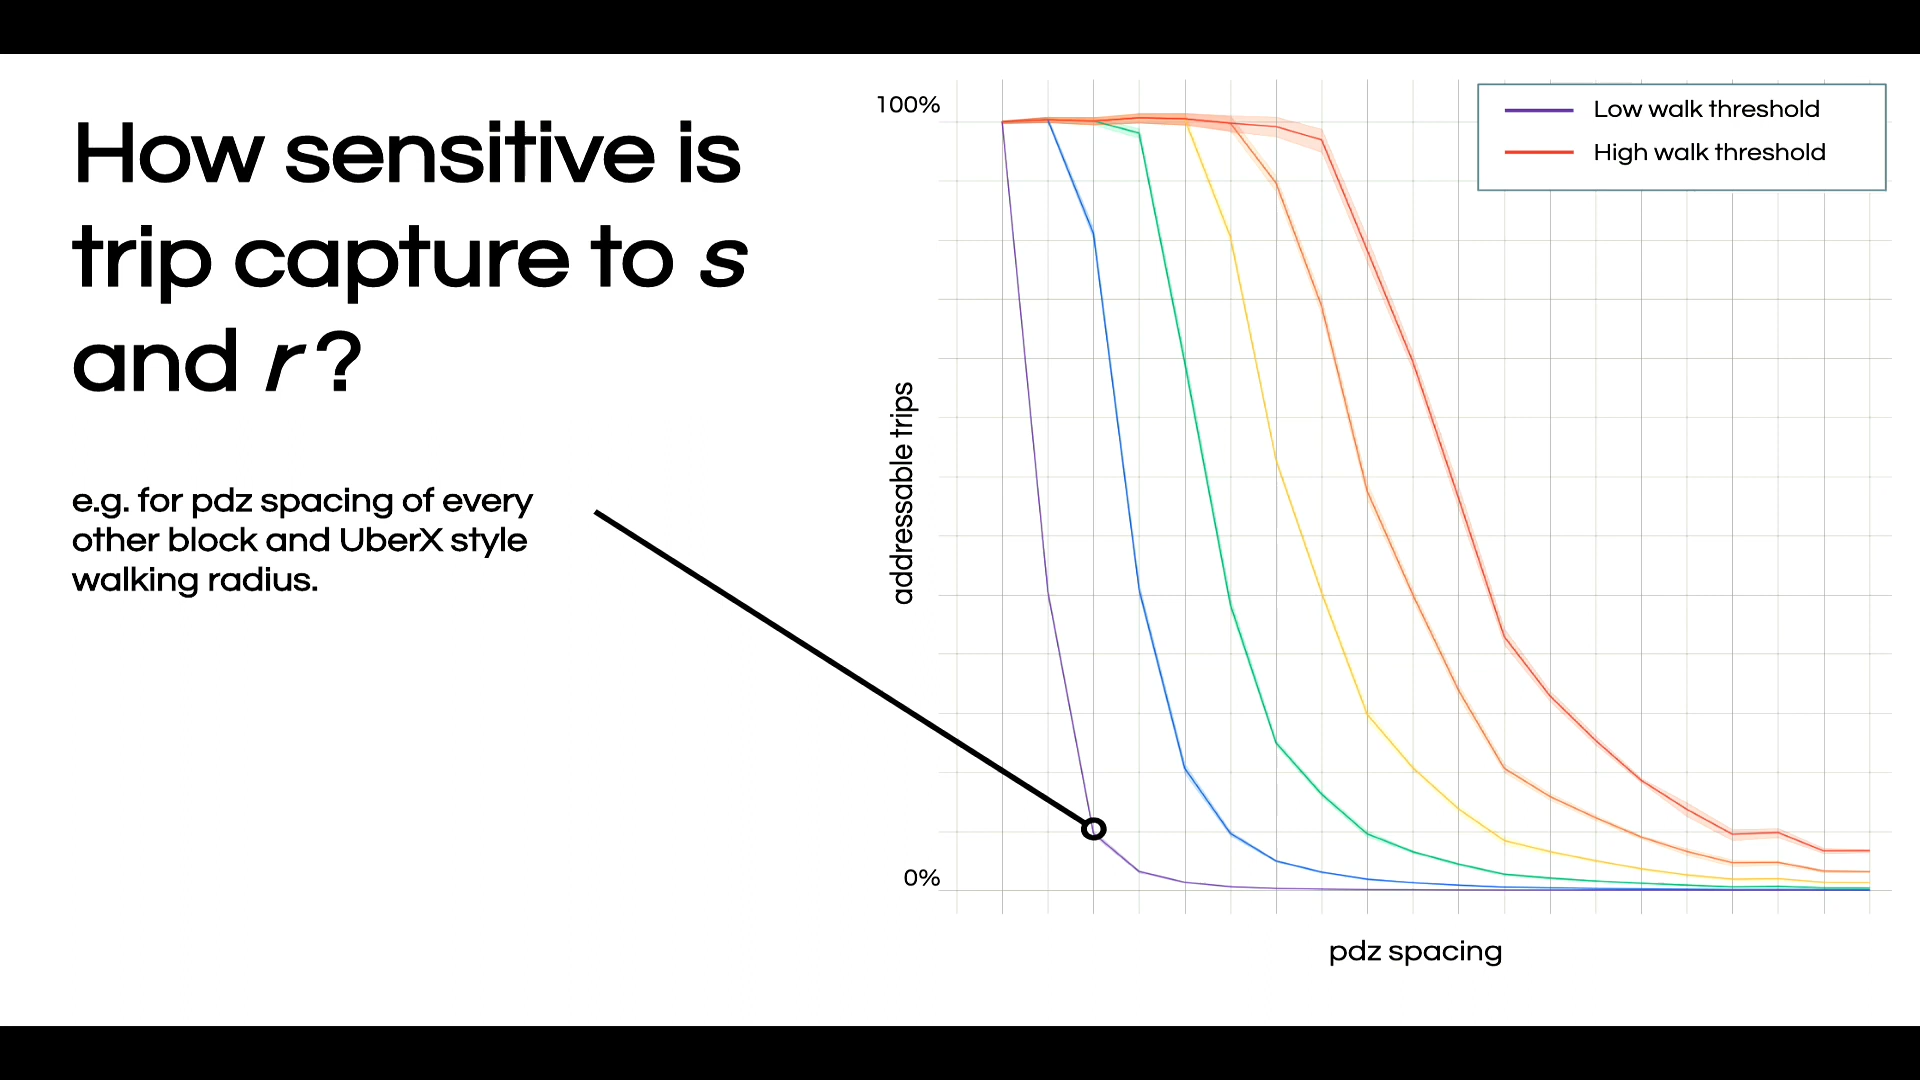 How sensitive is
trip capture to s
and r?
e.g. for pdz spacing of every
other block and UberX style
walking radius.
100%
addressable trips
0%
pdz spacing
Low walk threshold
High walk threshold